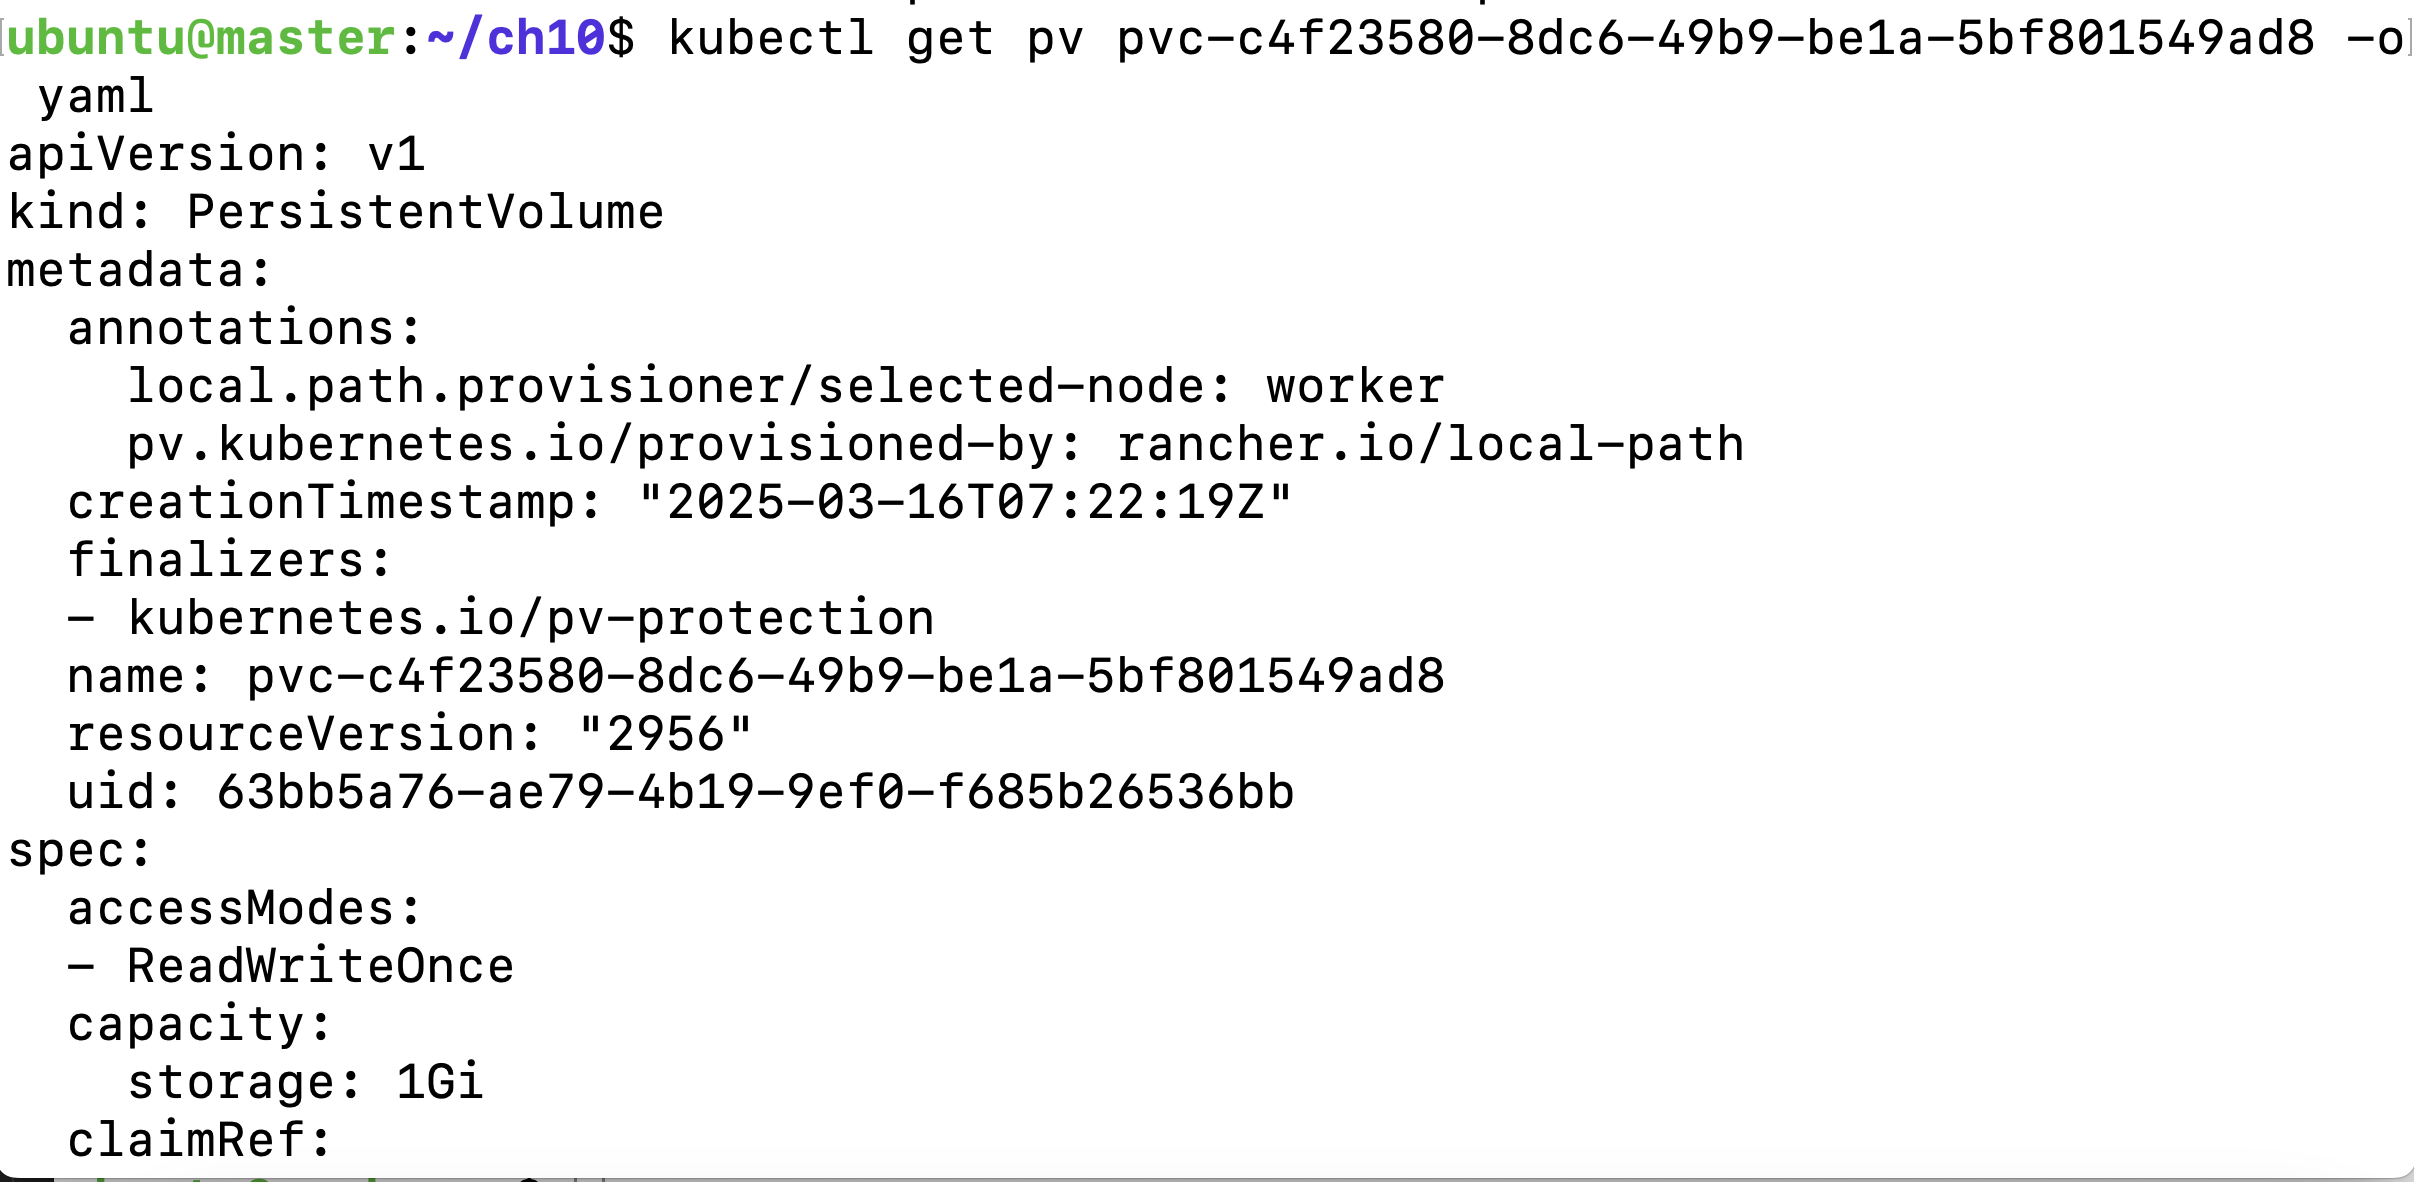 ubuntu@master:~/ch10$ kubectl get pv pvc-c4f23580-8dc6-49b9-be1a-5bf801549ad8 -o
 yaml
apiVersion: v1
kind: PersistentVolume
metadata:
  annotations:
    local.path.provisioner/selected-node: worker
    pv.kubernetes.io/provisioned-by: rancher.io/local-path
  creationTimestamp: "2025-03-16T07:22:19Z"
  finalizers:
  - kubernetes.io/pv-protection
  name: pvc-c4f23580-8dc6-49b9-be1a-5bf801549ad8
  resourceVersion: "2956"
  uid: 63bb5a76-ae79-4b19-9ef0-f685b26536bb
spec:
  accessModes:
  - ReadWriteOnce
  capacity:
    storage: 1Gi
  claimRef: